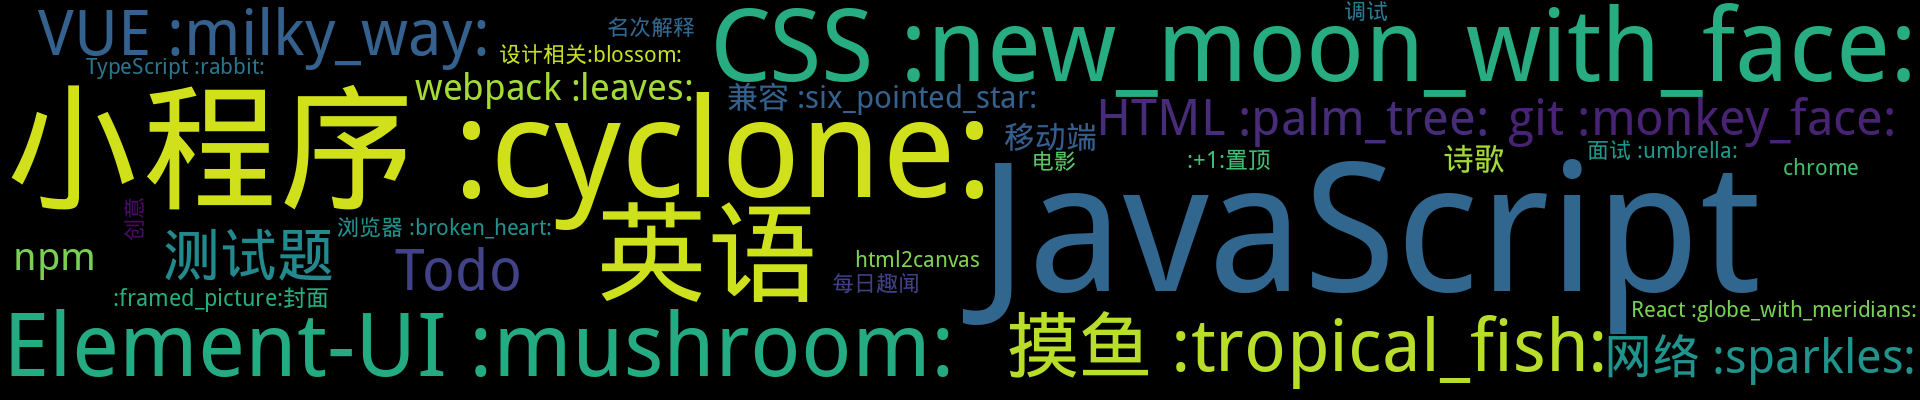 VUE :milky_way:
名次解释
CSS :new_moon_with_face:
调试
设计相关:blossom:
TypeScript :rabbit:
webpack :leaves:
兼容 :six_pointed_star:
HTML :palm_tree:
git :monkey_face:
小程序 :cyclone:
移动端
电影
:+1:置顶
诗歌
面试 :umbrella:
chrome
JavaScript
创意
浏览器 :broken_heart:
英语
npm
测试题
Todo
html2canvas
每日趣闻
:framed_picture:封面
React :globe_with_meridians:
Element-UI :mushroom:
摸鱼 :tropical_fish:
网络 :sparkles: